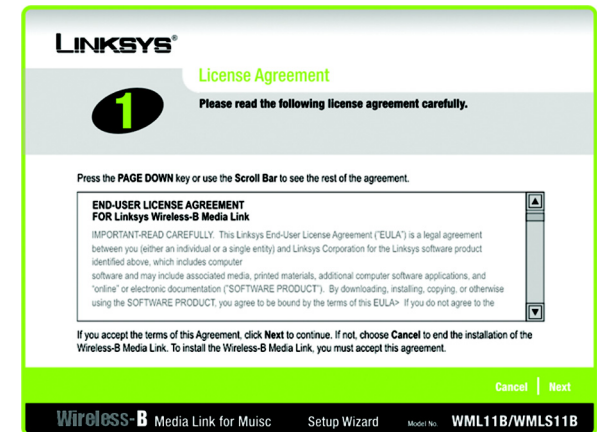 LINKSYS®
License Agreement
1
Please read the following license agreement carefully.
Press the PAGE DOWN key or use the Scroll Bar to see the rest of the agreement.
END-USER LICENSE AGREEMENT
FOR Linksys Wireless-B Media Link
IMPORTANT-READ CAREFULLY. This Linksys End-User License Agreement ("EULA") is a legal agreement
between you (either an individual or a single entity) and Linksys Corporation for the Linksys software product
identified above, which includes computer
software and may include associated media, printed materials, additional computer software applications, and
"online" or electronic documentation ("SOFTWARE PRODUCT"). By downloading, installing, copying, or otherwise
using the SOFTWARE PRODUCT, you agree to be bound by the terms of this EULA> If you do not agree to the
If you accept the terms of this Agreement, click Next to continue. If not, choose Cancel to end the installation of the
Wireless-B Media Link. To install the Wireless-B Media Link, you must accept this agreement.
Cancel | Next
Wireless-B Media Link for Muisc Setup Wizard Model No. WML11B/WMLS11B